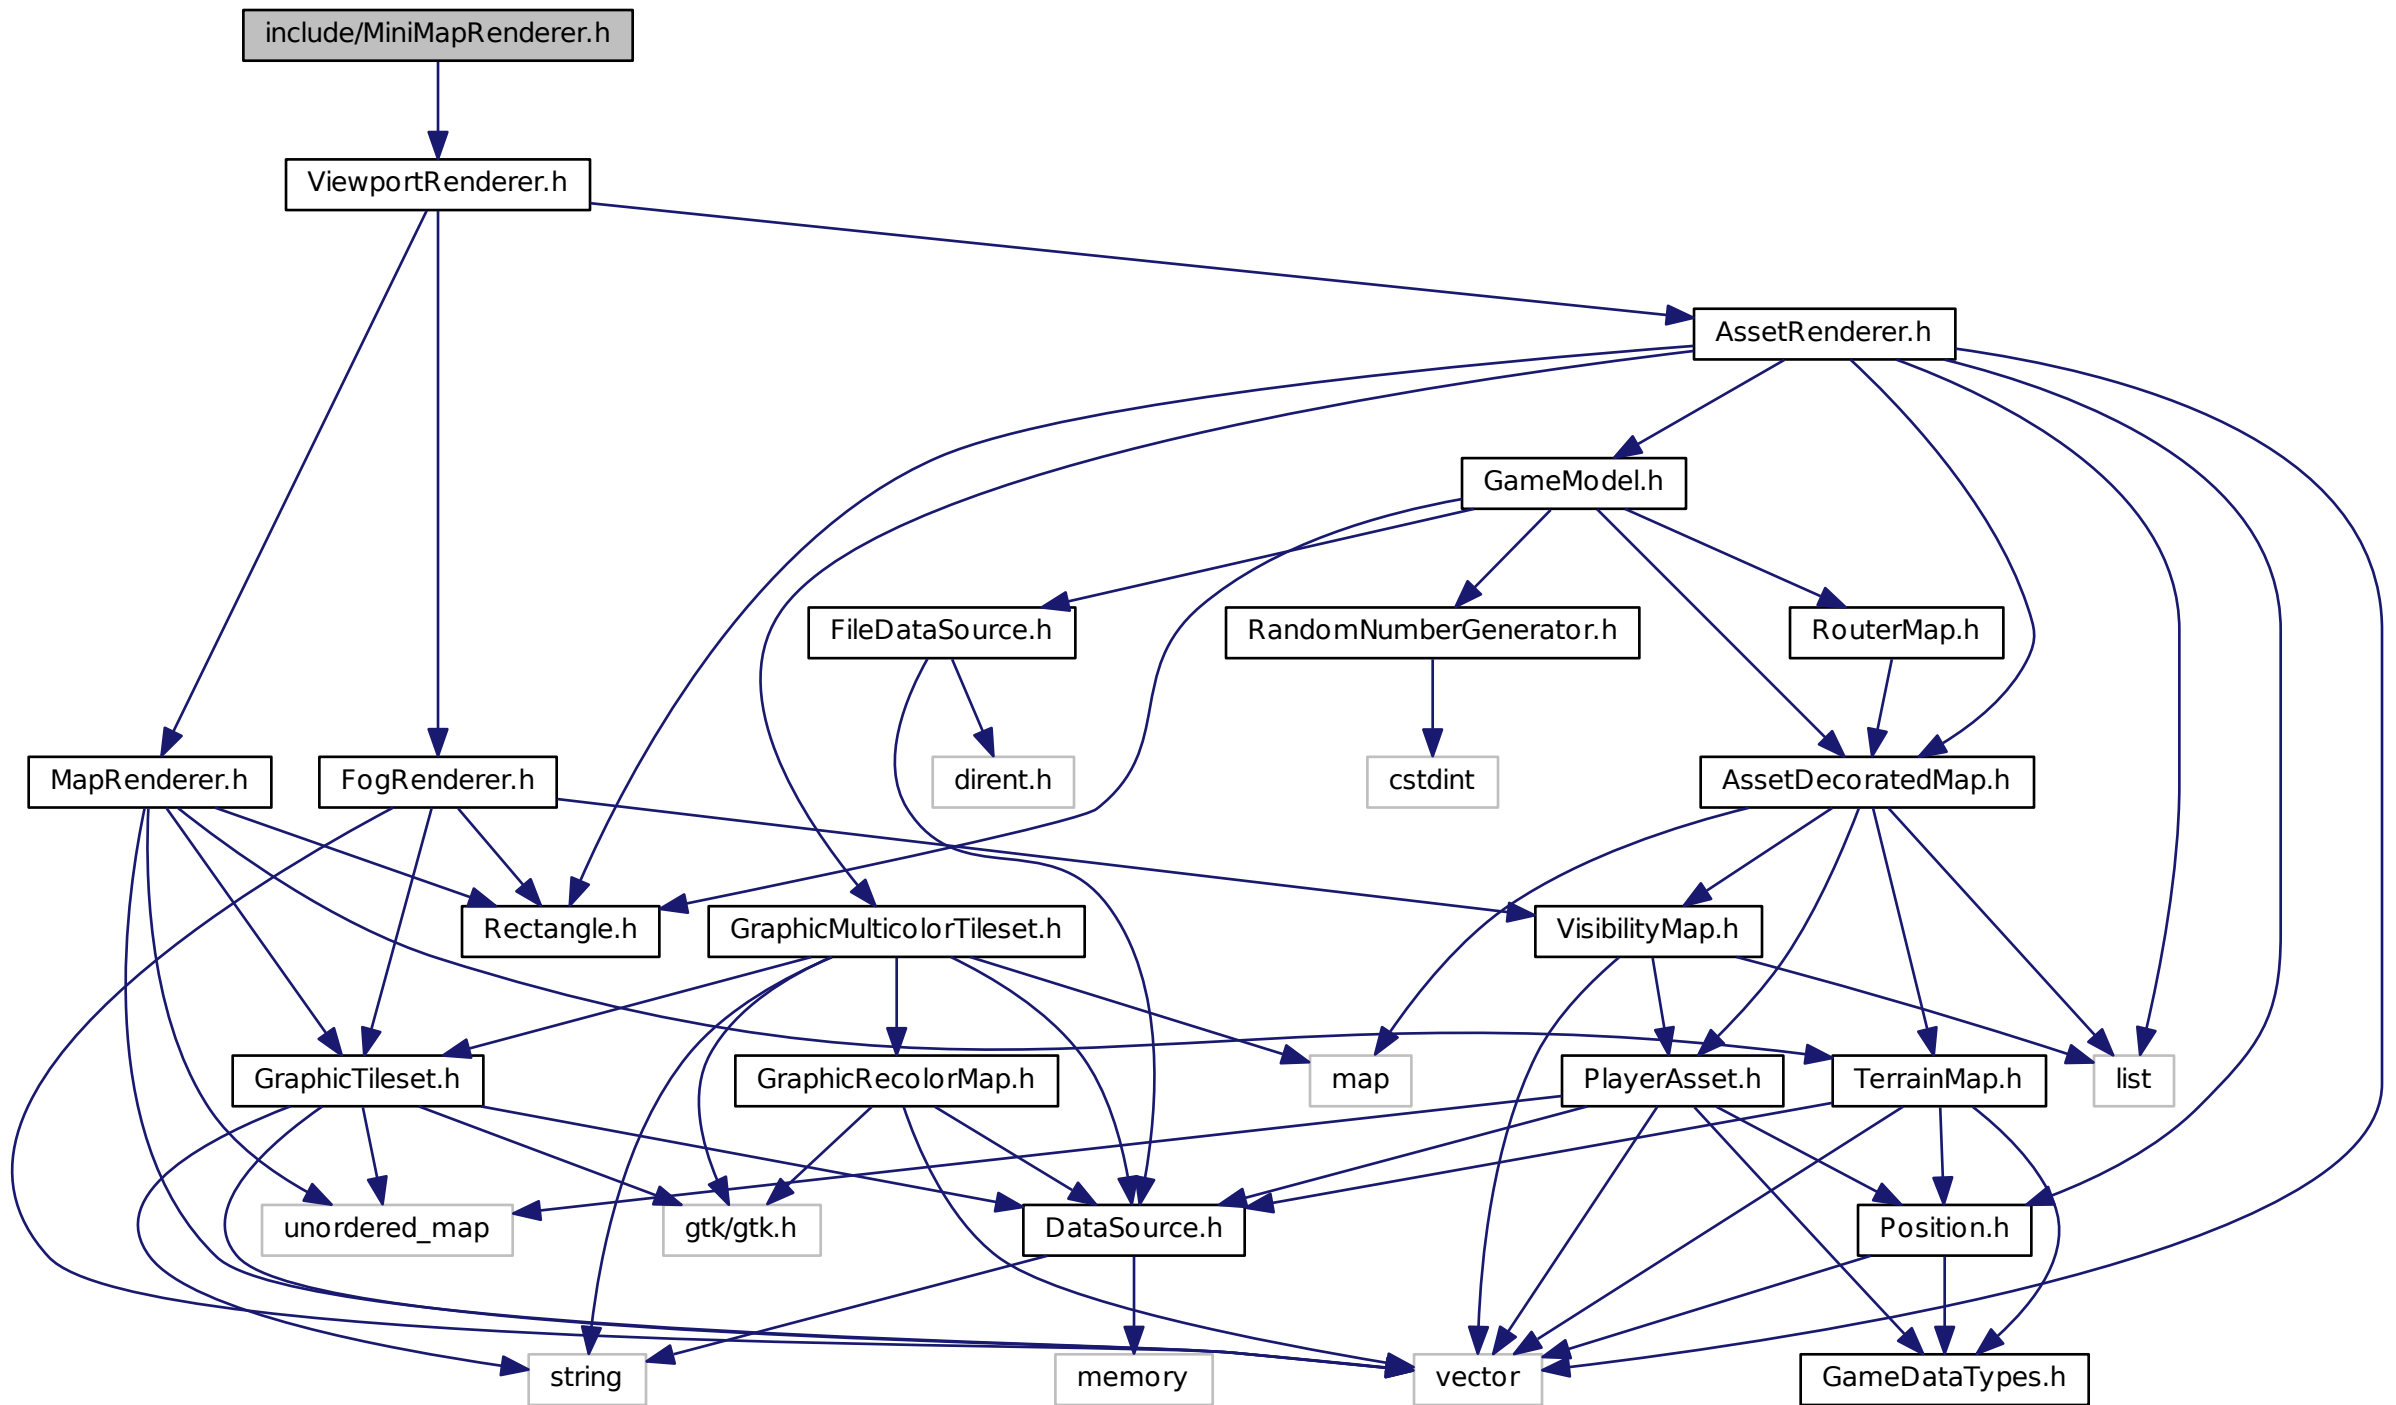 include/MiniMapRenderer.h
ViewportRenderer.h
AssetRenderer.h
GameModel.h
FileDataSource.h
RandomNumberGenerator.h
RouterMap.h
MapRenderer.h
FogRenderer.h
dirent.h
cstdint
AssetDecoratedMap.h
Rectangle.h
GraphicMulticolorTileset.h
VisibilityMap.h
GraphicTileset.h
GraphicRecolorMap.h
map
PlayerAsset.h
TerrainMap.h
list
unordered_map
gtk/gtk.h
DataSource.h
Position.h
string
memory
vector
GameDataTypes.h